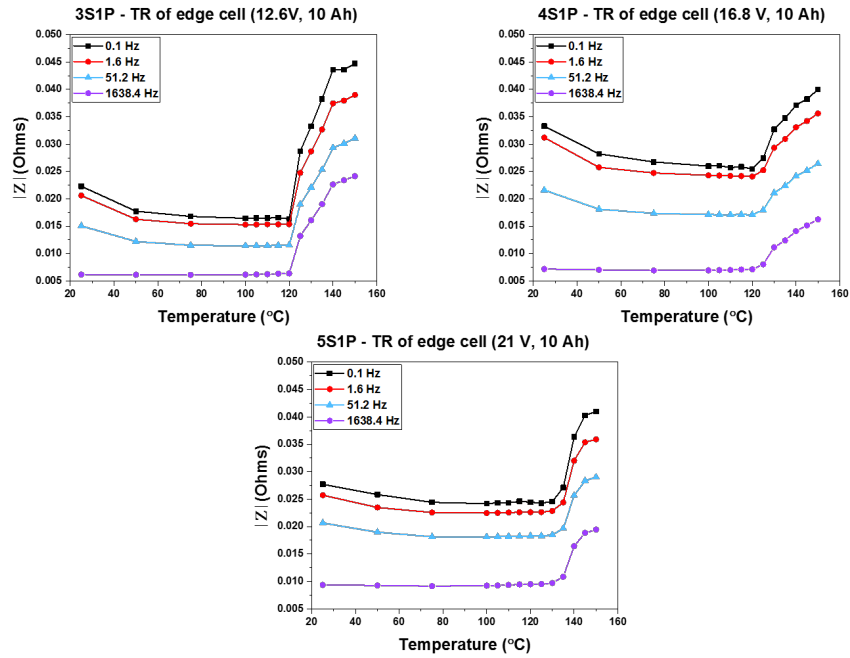 3S1P - TR of edge cell (12.6V, 10 Ah)
0.050
0.045
0.040
0.035
0.030
0.025
0.020
0.015
0.010
0.005
|Z| (Ohms)
0.1 Hz
1.6 Hz
51.2 Hz
1638.4 Hz
20 40 60 80 100 120 140 160
Temperature (°C)
4S1P - TR of edge cell (16.8 V, 10 Ah)
0.050
0.045
0.040
0.035
0.030
0.025
0.020
0.015
0.010
0.005
|Z| (Ohms)
0.1 Hz
1.6 Hz
51.2 Hz
1638.4 Hz
20 40 60 80 100 120 140 160
Temperature (°C)
5S1P - TR of edge cell (21 V, 10 Ah)
0.050
0.045
0.040
0.035
0.030
0.025
0.020
0.015
0.010
0.005
|Z| (Ohms)
0.1 Hz
1.6 Hz
51.2 Hz
1638.4 Hz
20 40 60 80 100 120 140 160
Temperature (°C)